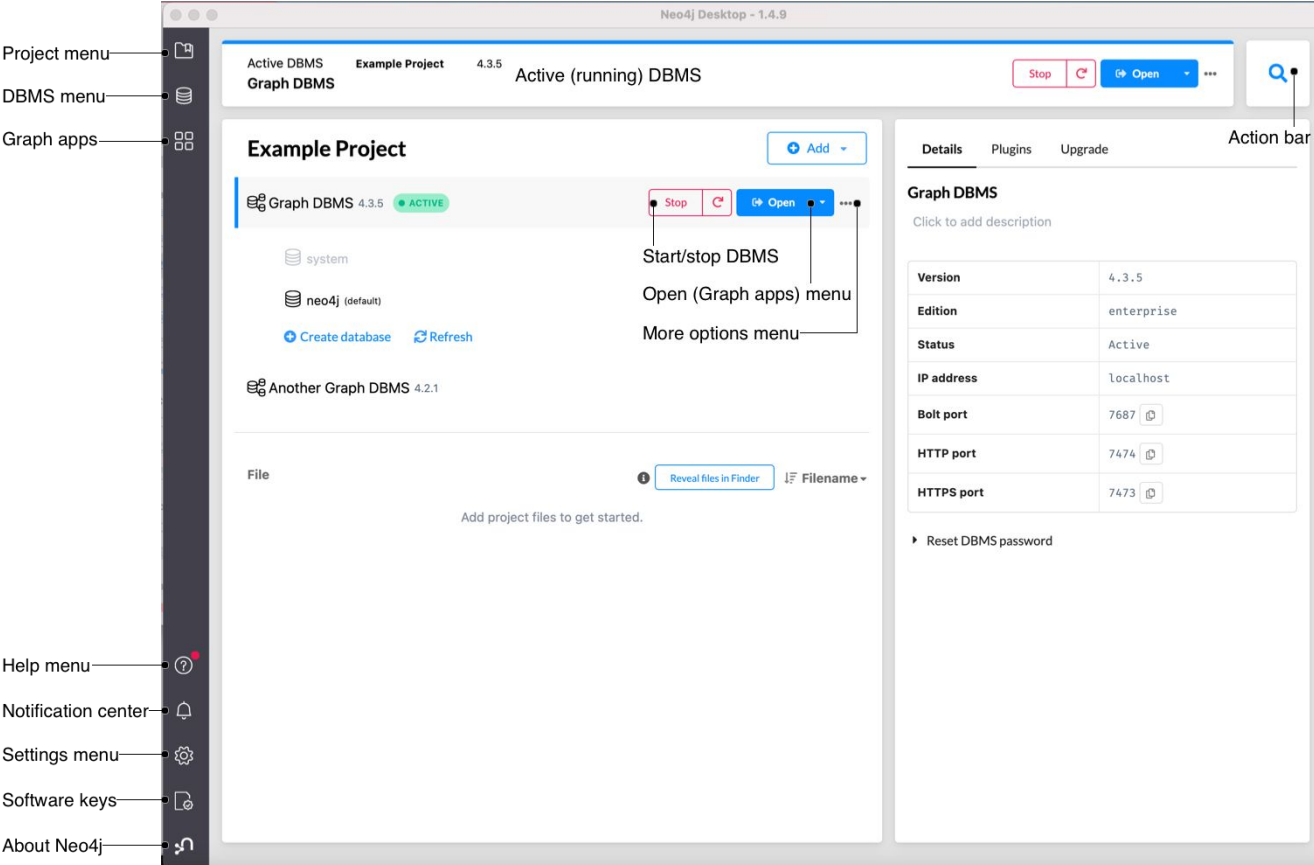 Neo4j Desktop - 1.4.9
Project menu
DBMS menu
Graph apps
Active DBMS Example Project 4.3.5 Active (running) DBMS
Graph DBMS
Stop Open
Action bar
Example Project
Add
Graph DBMS 4.3.5 ACTIVE
Stop Open
system
neo4j (default)
Create database Refresh
Start/stop DBMS
Open (Graph apps) menu
More options menu
Another Graph DBMS 4.2.1
File
Reveal files in Finder Filename
Add project files to get started.
Details Plugins Upgrade
Graph DBMS
Click to add description
Version 4.3.5
Edition enterprise
Status Active
IP address localhost
Bolt port 7687
HTTP port 7474
HTTPS port 7473
Reset DBMS password
Help menu
Notification center
Settings menu
Software keys
About Neo4j